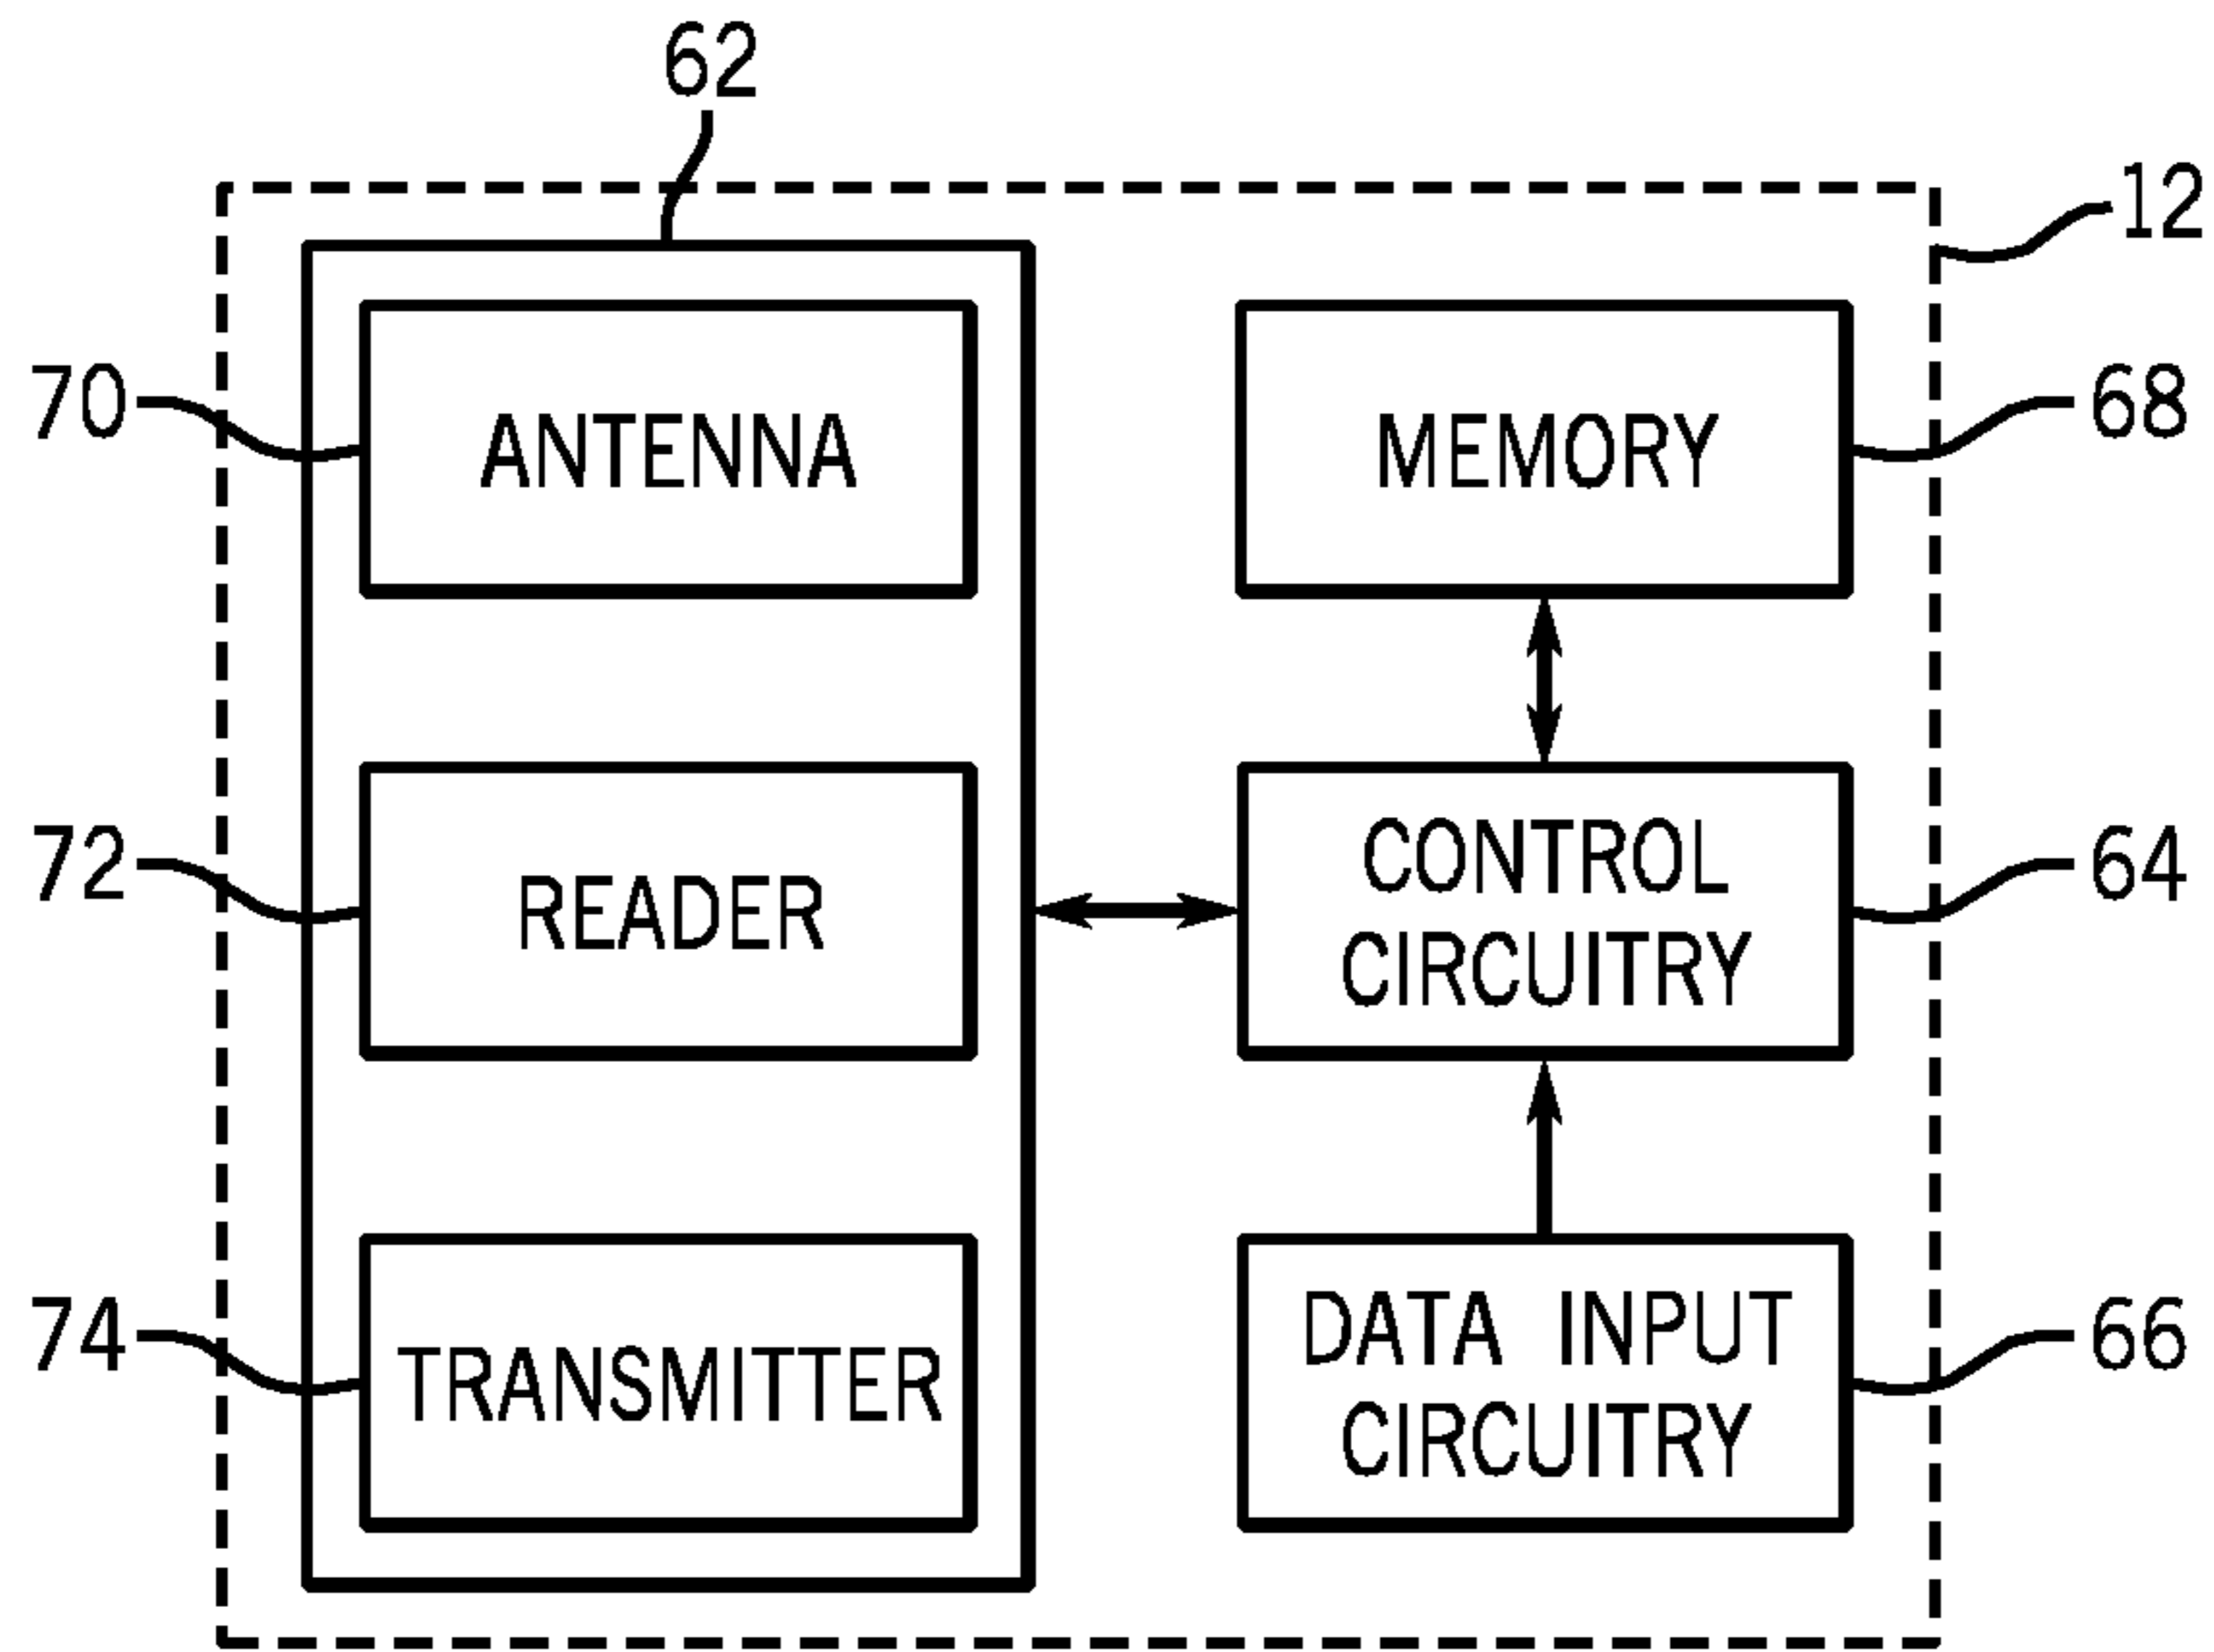 62
12
70
ANTENNA
MEMORY
68
72
READER
CONTROL
CIRCUITRY
64
74
TRANSMITTER
DATA INPUT
CIRCUITRY
66